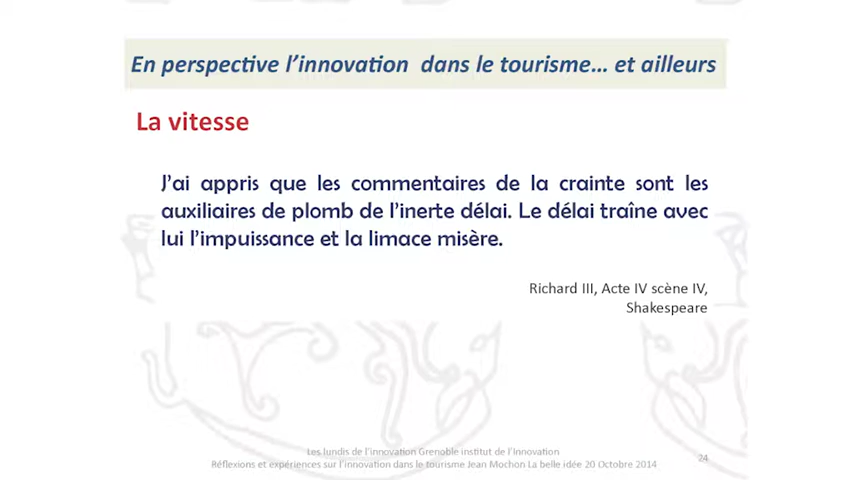 En perspective l'innovation dans le tourisme... et ailleurs
La vitesse
J'ai appris que les commentaires de la crainte sont les
auxiliaires de plomb de l'inerte délai. Le délai traîne avec
lui l'impuissance et la limace misère.
Richard III, Acte IV scène IV,
Shakespeare
Les lundis de l'innovation Grenoble institut de l'Innovation
Réflexions et expériences sur l'innovation dans le tourisme Jean Mochon La belle idée 20 Octobre 2014
24